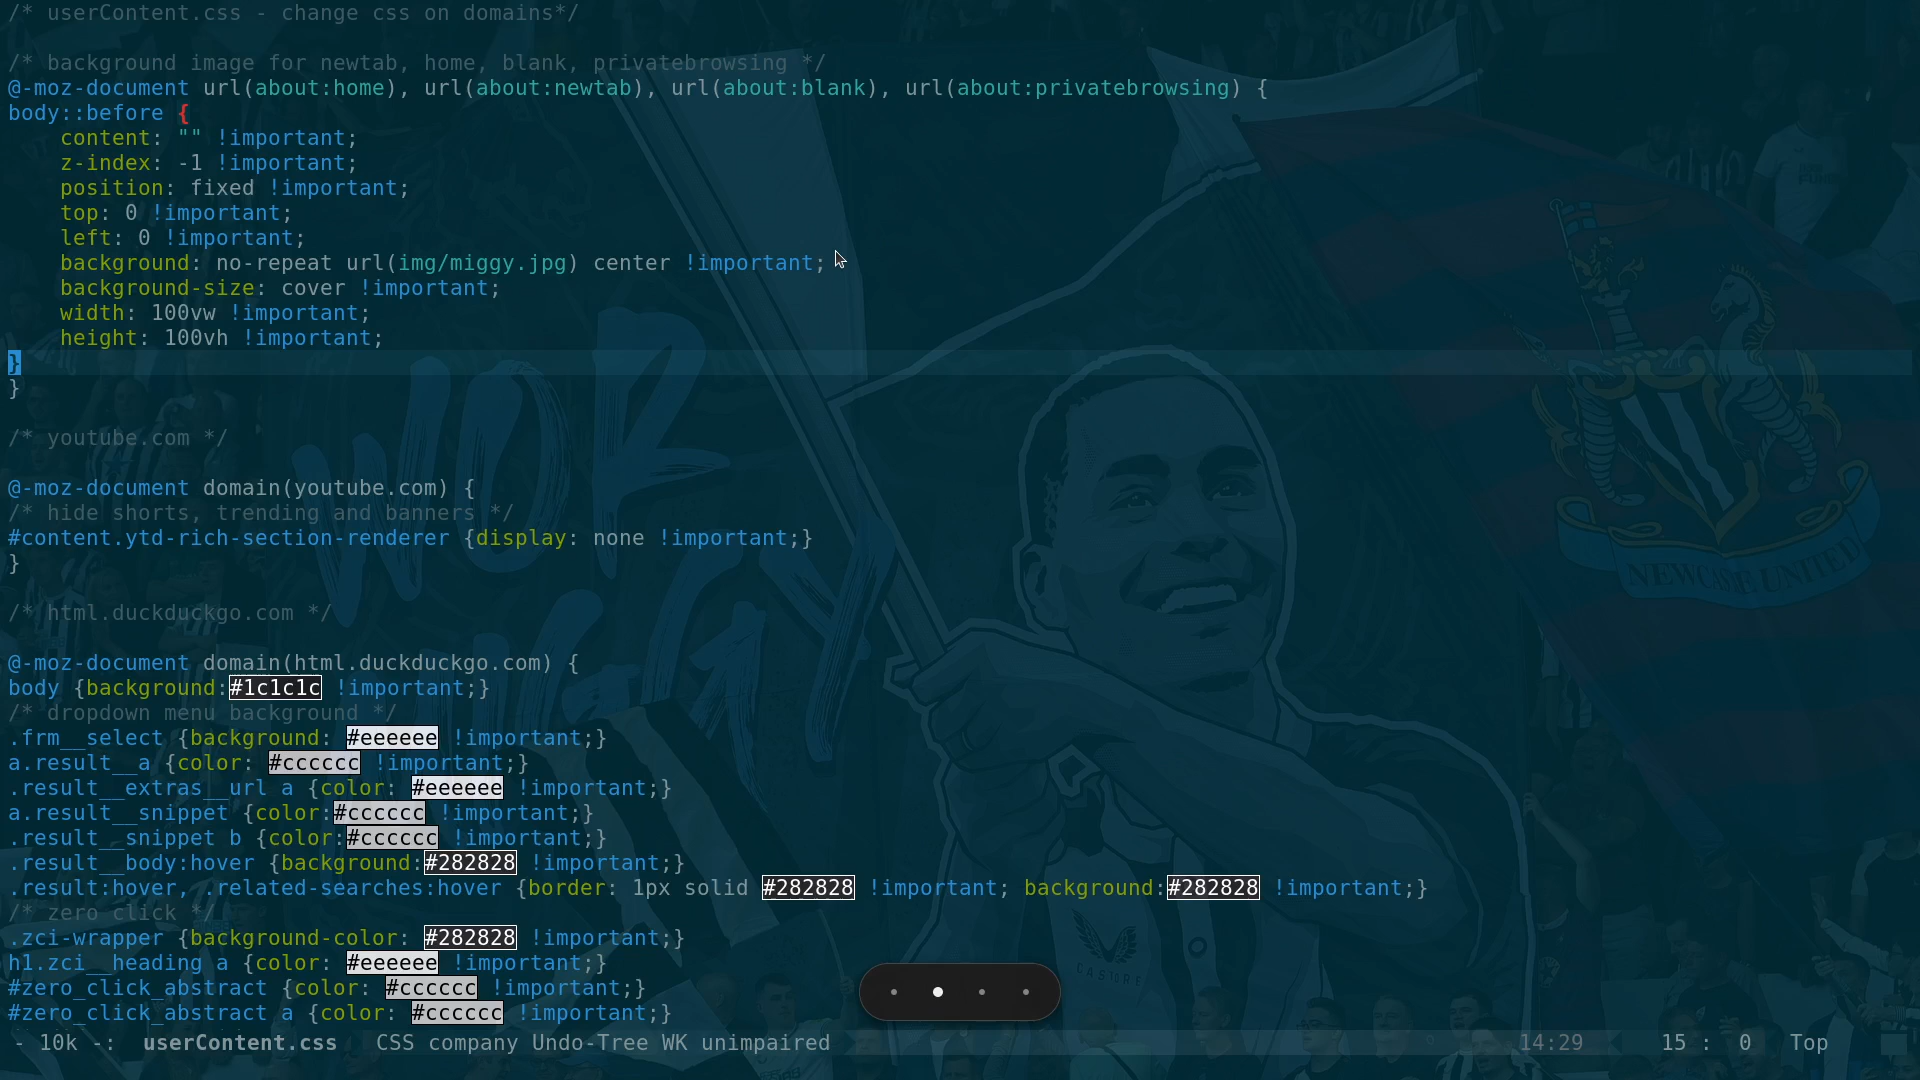 /* userContent.css - change css on domains*/
/* background image for newtab, home, blank, privatebrowsing */
@-moz-document url(about:home), url(about:newtab), url(about:blank), url(about:privatebrowsing) {
body::before {
    content: "" !important;
    z-index: -1 !important;
    position: fixed !important;
    top: 0 !important;
    left: 0 !important;
    background: no-repeat url(img/miggy.jpg) center !important;
    background-size: cover !important;
    width: 100vw !important;
    height: 100vh !important;
}
}
/* youtube.com */
@-moz-document domain(youtube.com) {
/* hide shorts, trending and banners */
#content.ytd-rich-section-renderer {display: none !important;}
}
/* html.duckduckgo.com */
@-moz-document domain(html.duckduckgo.com) {
body {background:#1c1c1c !important;}
/* dropdown menu background */
.frm__select {background: #eeeeee !important;}
a.result__a {color: #cccccc !important;}
.result__extras__url a {color: #eeeeee !important;}
a.result__snippet {color:#cccccc !important;}
.result__snippet b {color:#cccccc !important;}
.result__body:hover {background:#282828 !important;}
.result:hover, .related-searches:hover {border: 1px solid #282828 !important; background:#282828 !important;}
/* zero click */
.zci-wrapper {background-color: #282828 !important;}
h1.zci__heading a {color: #eeeeee !important;}
#zero_click_abstract {color: #cccccc !important;}
#zero_click_abstract a {color: #cccccc !important;}
- 10k -:  userContent.css   CSS company Undo-Tree WK unimpaired   14:29   15 :  0   Top
WOR
NEWCASTLE UNITED
CASTORE